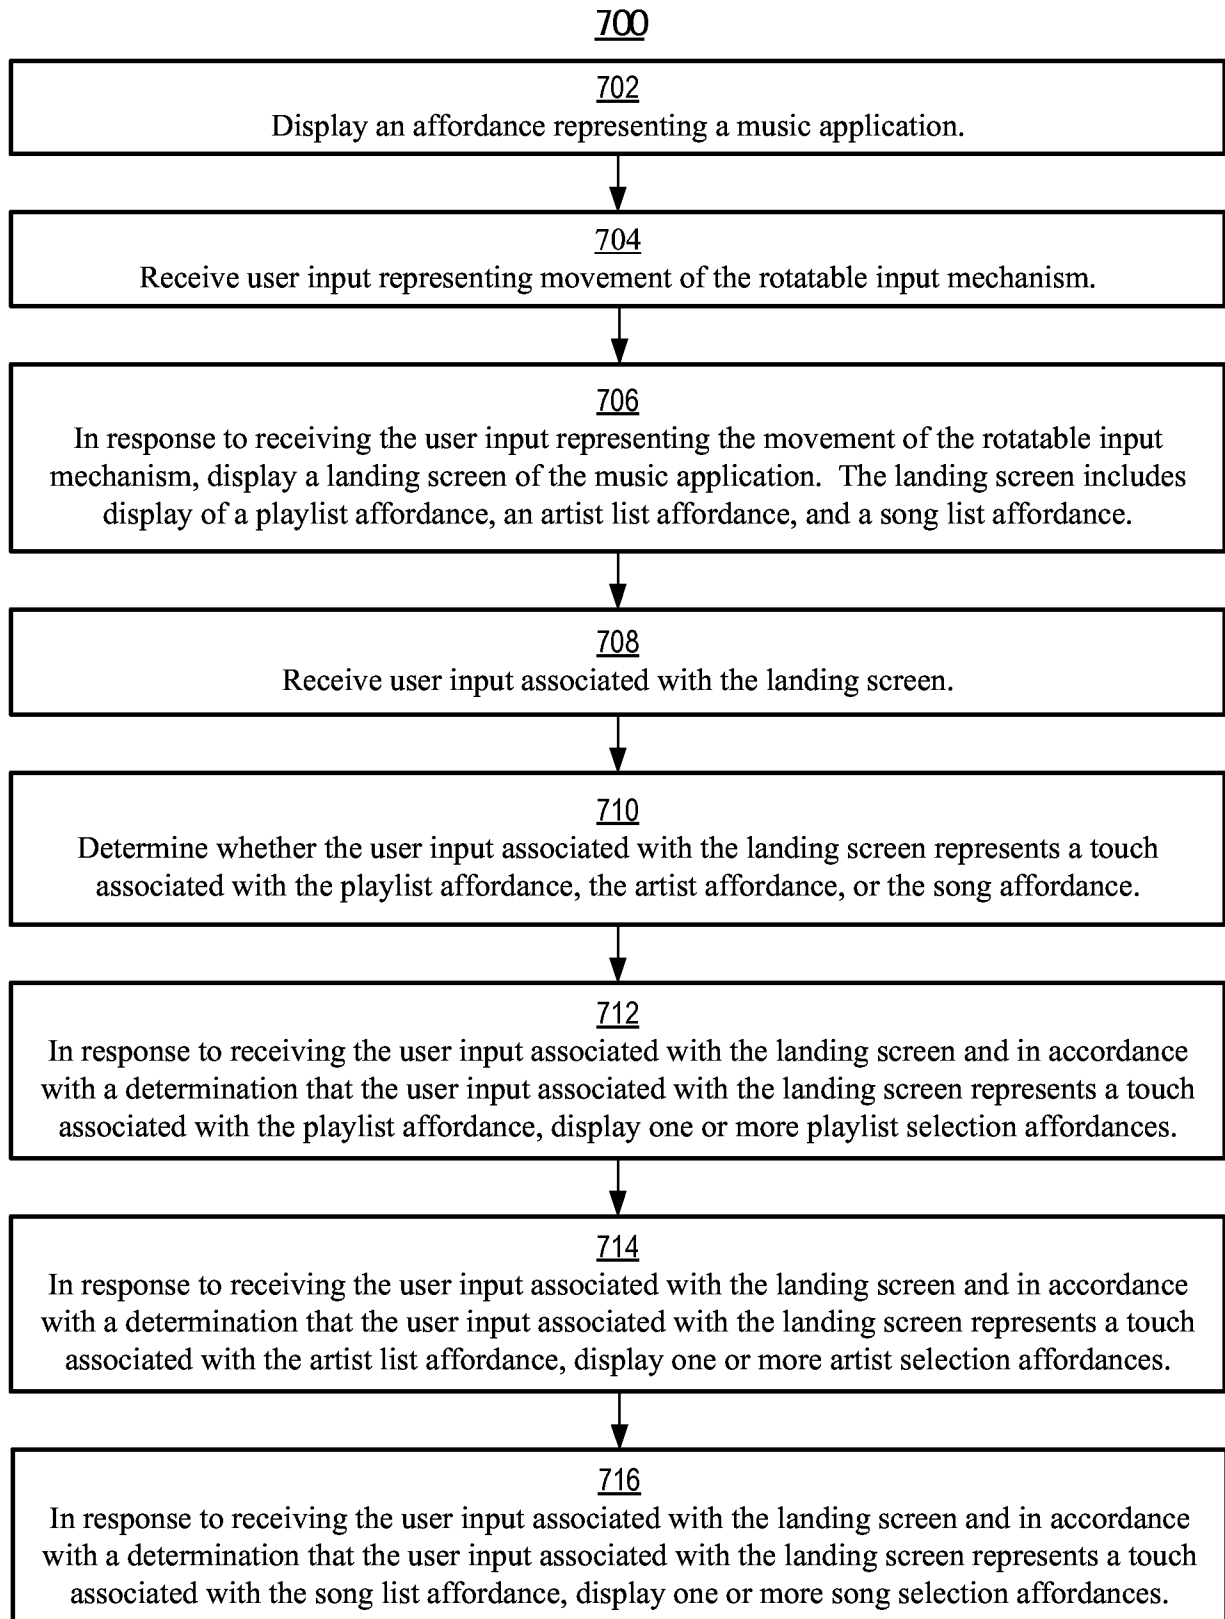 700
702
Display an affordance representing a music application.
704
Receive user input representing movement of the rotatable input mechanism.
706
In response to receiving the user input representing the movement of the rotatable input
mechanism, display a landing screen of the music application. The landing screen includes
display of a playlist affordance, an artist list affordance, and a song list affordance.
708
Receive user input associated with the landing screen.
710
Determine whether the user input associated with the landing screen represents a touch
associated with the playlist affordance, the artist affordance, or the song affordance.
712
In response to receiving the user input associated with the landing screen and in accordance
with a determination that the user input associated with the landing screen represents a touch
associated with the playlist affordance, display one or more playlist selection affordances.
714
In response to receiving the user input associated with the landing screen and in accordance
with a determination that the user input associated with the landing screen represents a touch
associated with the artist list affordance, display one or more artist selection affordances.
716
In response to receiving the user input associated with the landing screen and in accordance
with a determination that the user input associated with the landing screen represents a touch
associated with the song list affordance, display one or more song selection affordances.